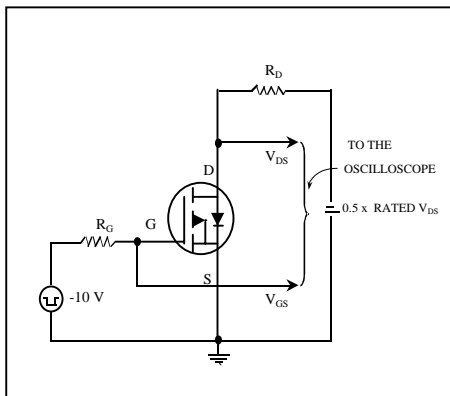 R_D
TO THE
V_DS
OSCILLOSCOPE
D
R_G
G
0.5 x RATED V_DS
S
-10 V
V_GS